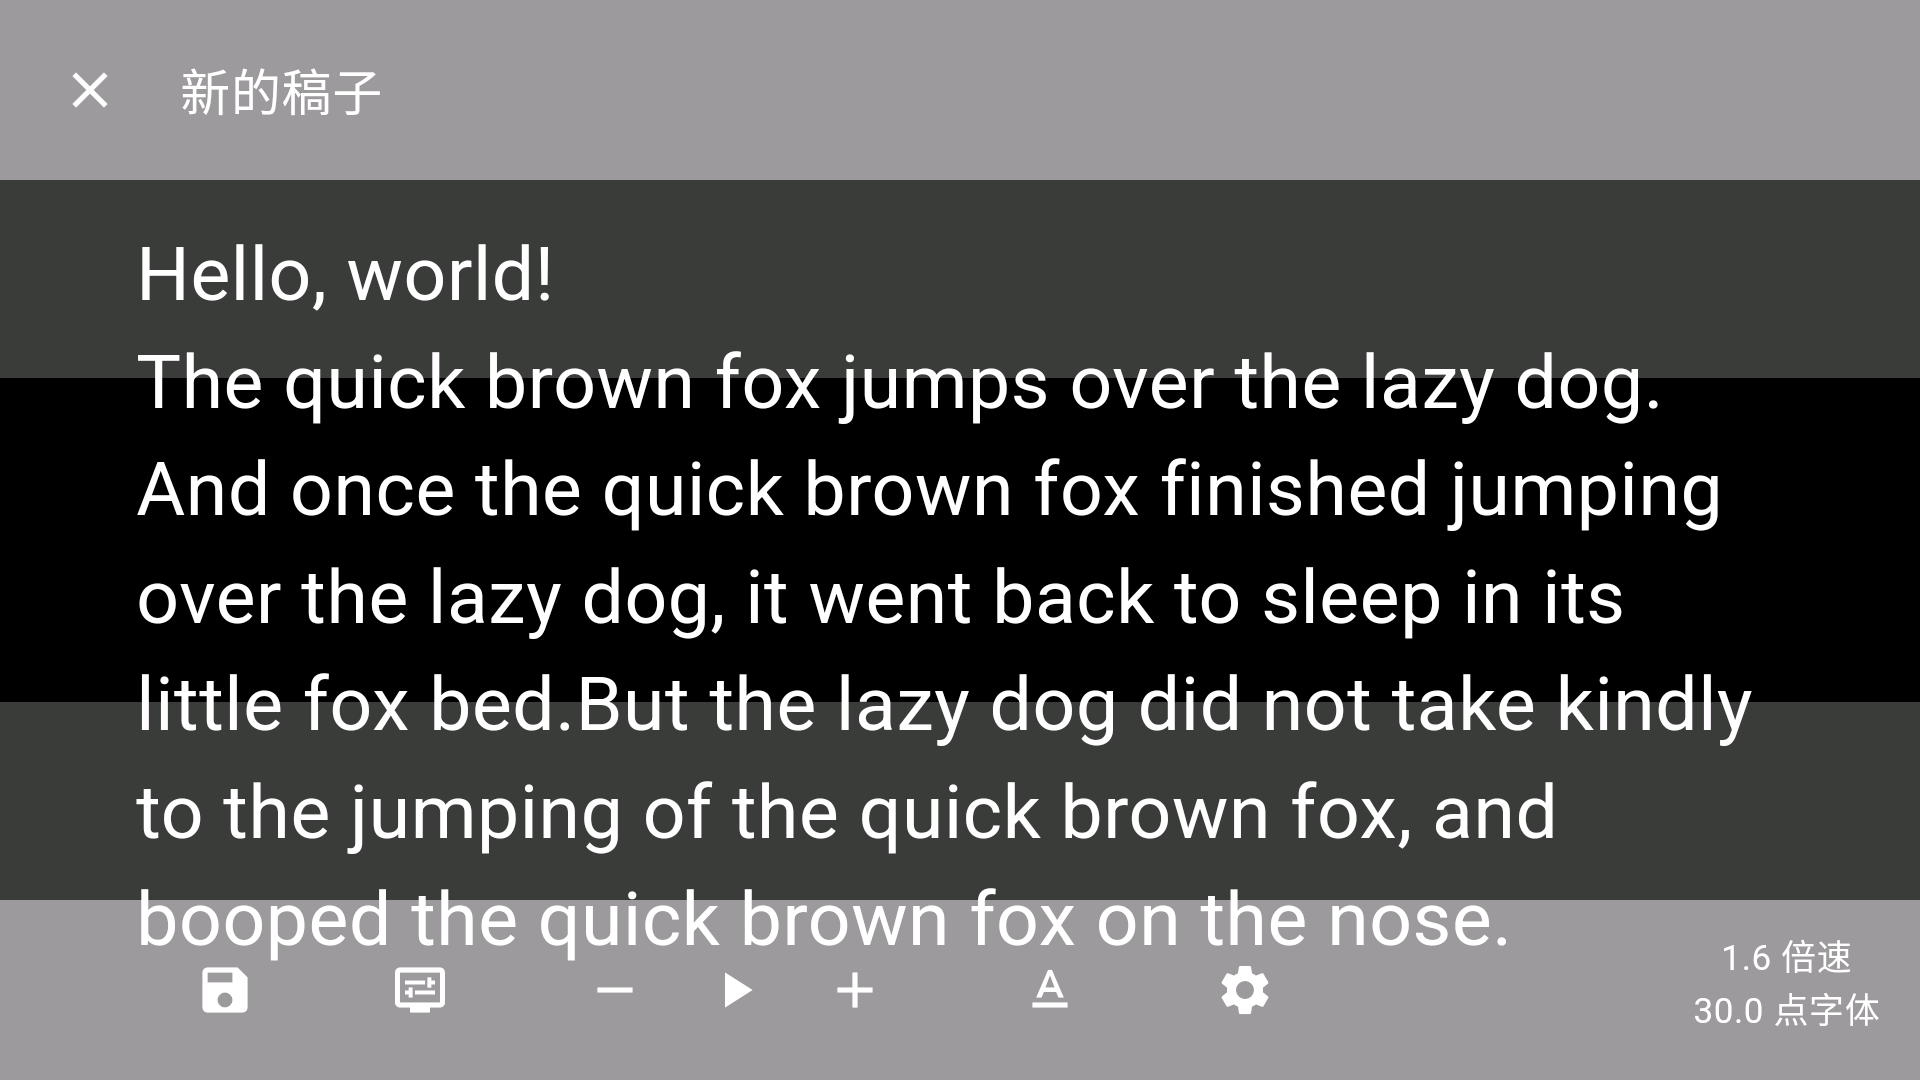 新的稿子
Hello, world!
The quick brown fox jumps over the lazy dog.
And once the quick brown fox finished jumping
over the lazy dog, it went back to sleep in its
little fox bed.But the lazy dog did not take kindly
to the jumping of the quick brown fox, and
booped the quick brown fox on the nose.
1.6 倍速
30.0 点字体